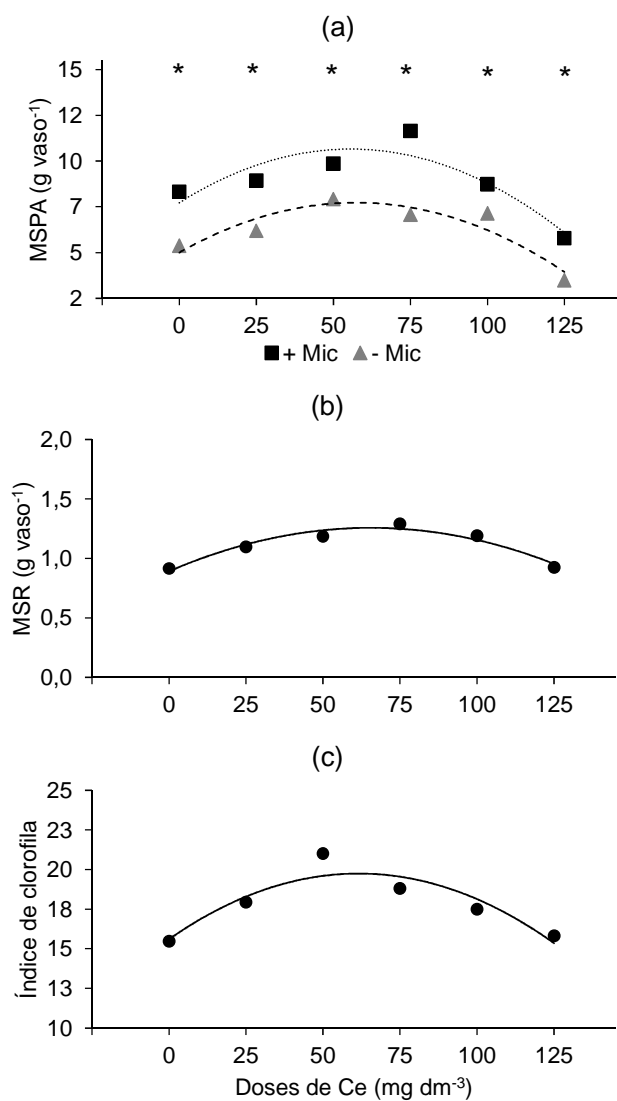 (a)
* * * * * *
15
12
10
7
5
2
MSPA (g vaso⁻¹)
0 25 50 75 100 125
+ Mic - Mic
(b)
2,0
1,5
1,0
0,5
0,0
MSR (g vaso⁻¹)
0 25 50 75 100 125
(c)
25
23
20
18
15
13
10
Índice de clorofila
0 25 50 75 100 125
Doses de Ce (mg dm⁻³)